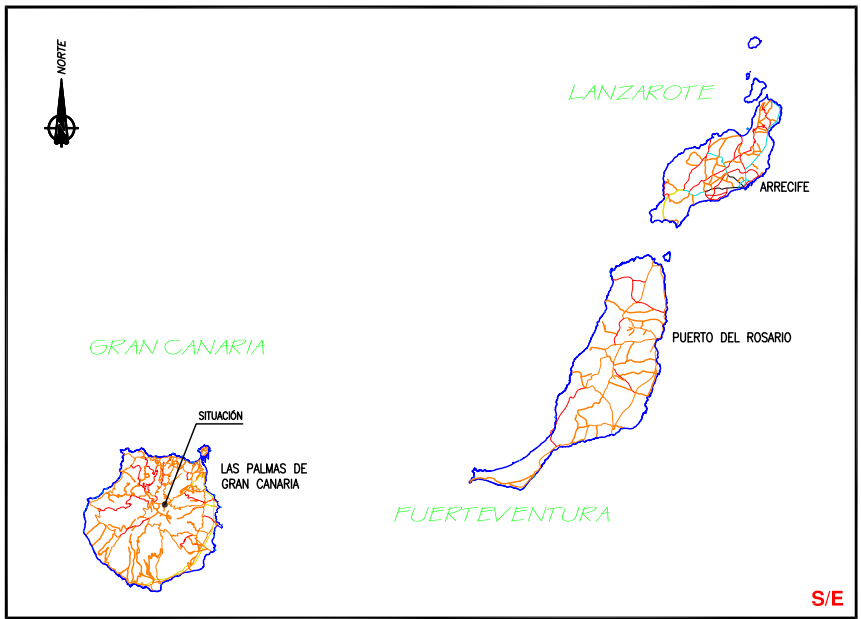 NORTE
LANZAROTE
ARRECIFE
PUERTO DEL ROSARIO
GRAN CANARIA
SITUACIÓN
LAS PALMAS DE
GRAN CANARIA
FUERTEVENTURA
S/E